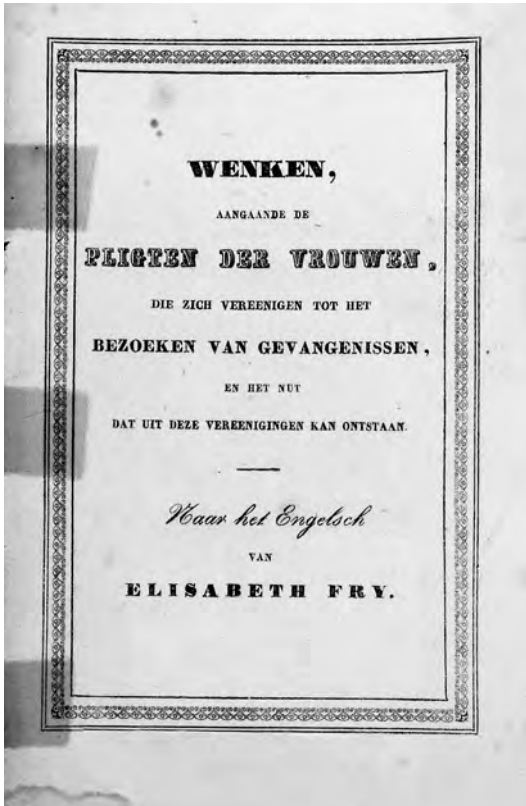 WENKEN,
AANGAANDE DE
PLIGTEN DER VROUWEN,
DIE ZICH VEREENIGEN TOT HET
BEZOEKEN VAN GEVANGENISSEN,
EN HET NUT
DAT UIT DEZE VEREENIGINGEN KAN ONTSTAAN.
Naar het Engelsch
VAN
ELISABETH FRY.